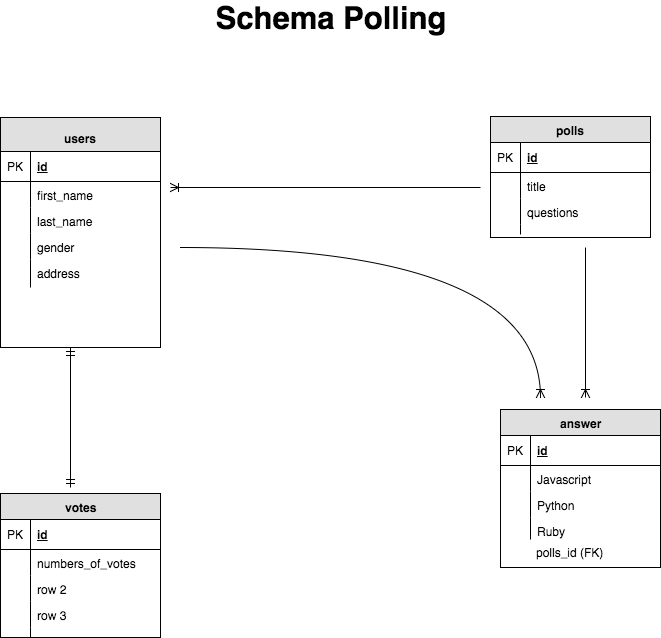 Schema Polling
users
PK id
first_name
last_name
gender
address
polls
PK id
title
questions
votes
PK id
numbers_of_votes
row 2
row 3
answer
PK id
Javascript
Python
Ruby
polls_id (FK)